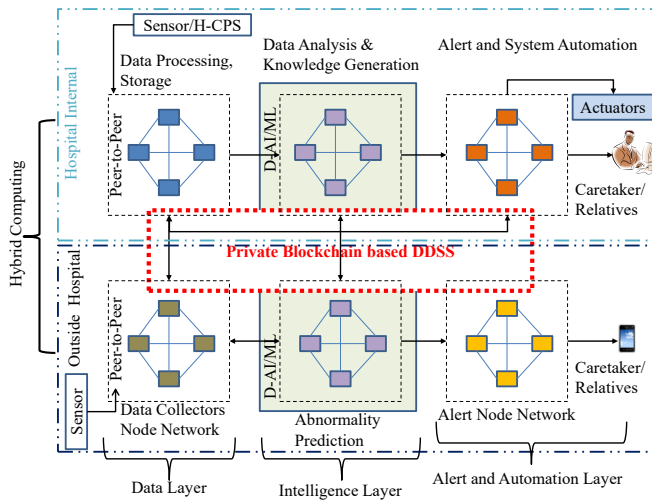 Sensor/H-CPS
Data Processing,
Storage
Data Analysis &
Knowledge Generation
Alert and System Automation
Actuators
Hospital Internal
Peer-to-Peer
D-AI/ML
Caretaker/
Relatives
Hybrid Computing
Private Blockchain based DDSS
Outside Hospital
Peer-to-Peer
D-AI/ML
Sensor
Data Collectors
Node Network
Abnormality
Prediction
Alert Node Network
Caretaker/
Relatives
Data Layer
Intelligence Layer
Alert and Automation Layer